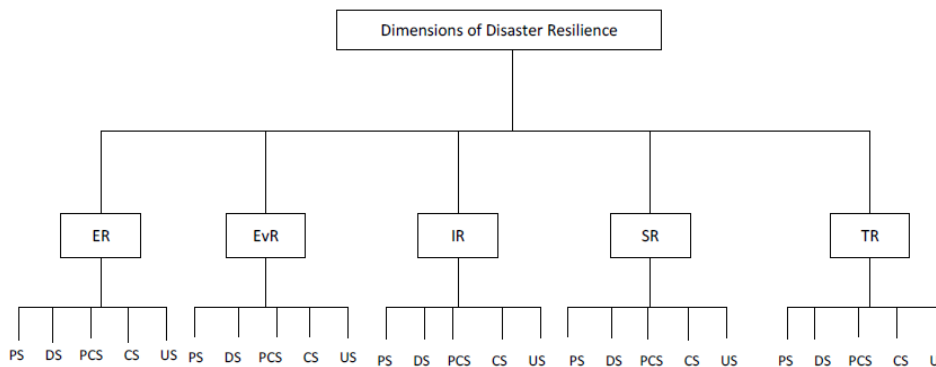 Dimensions of Disaster Resilience
ER EvR IR SR TR
PS DS PCS CS US PS DS PCS CS US PS DS PCS CS US PS DS PCS CS US PS DS PCS CS